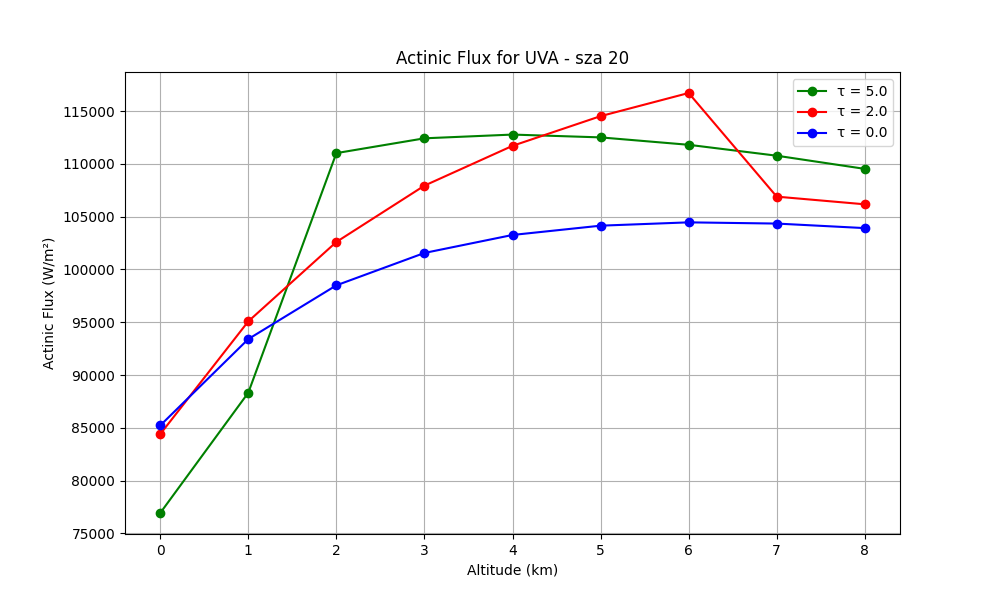 Actinic Flux for UVA - sza 20
τ = 5.0
τ = 2.0
τ = 0.0
Actinic Flux (W/m²)
115000
110000
105000
100000
95000
90000
85000
80000
75000
0 1 2 3 4 5 6 7 8
Altitude (km)